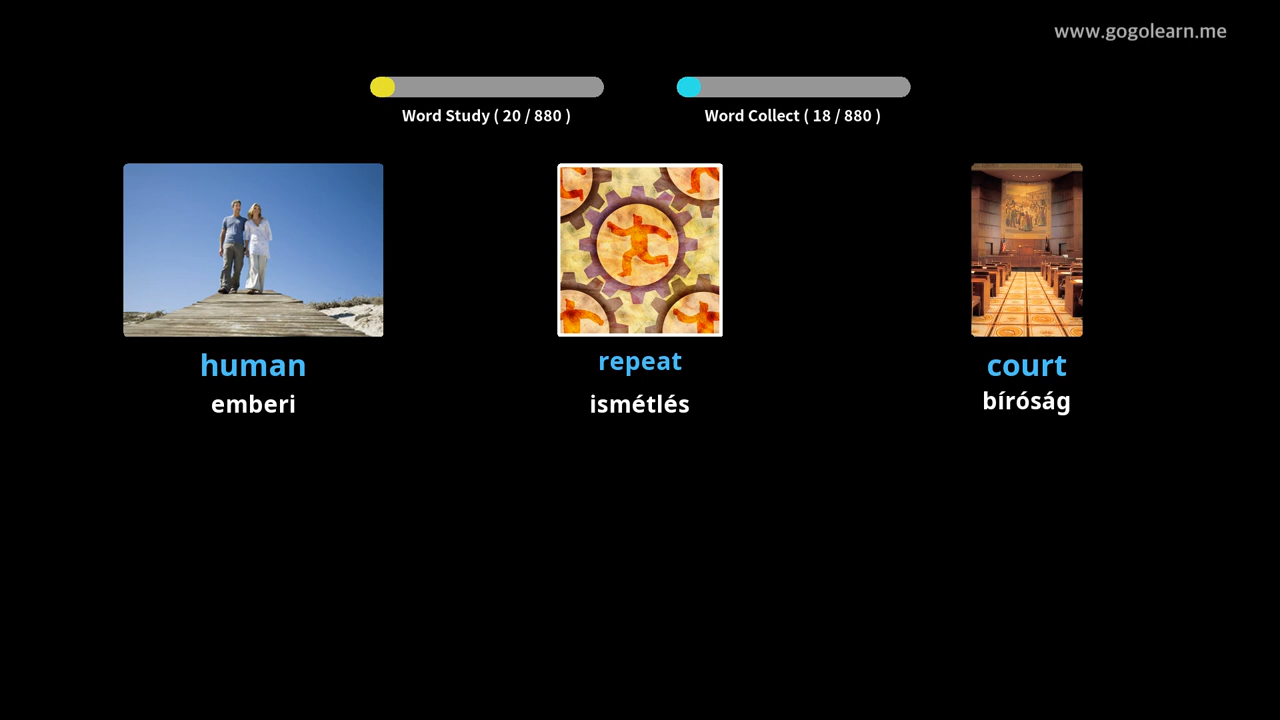 www.gogolearn.me
Word Study ( 20 / 880 )
Word Collect ( 18 / 880 )
human
emberi
repeat
ismétlés
court
bíróság